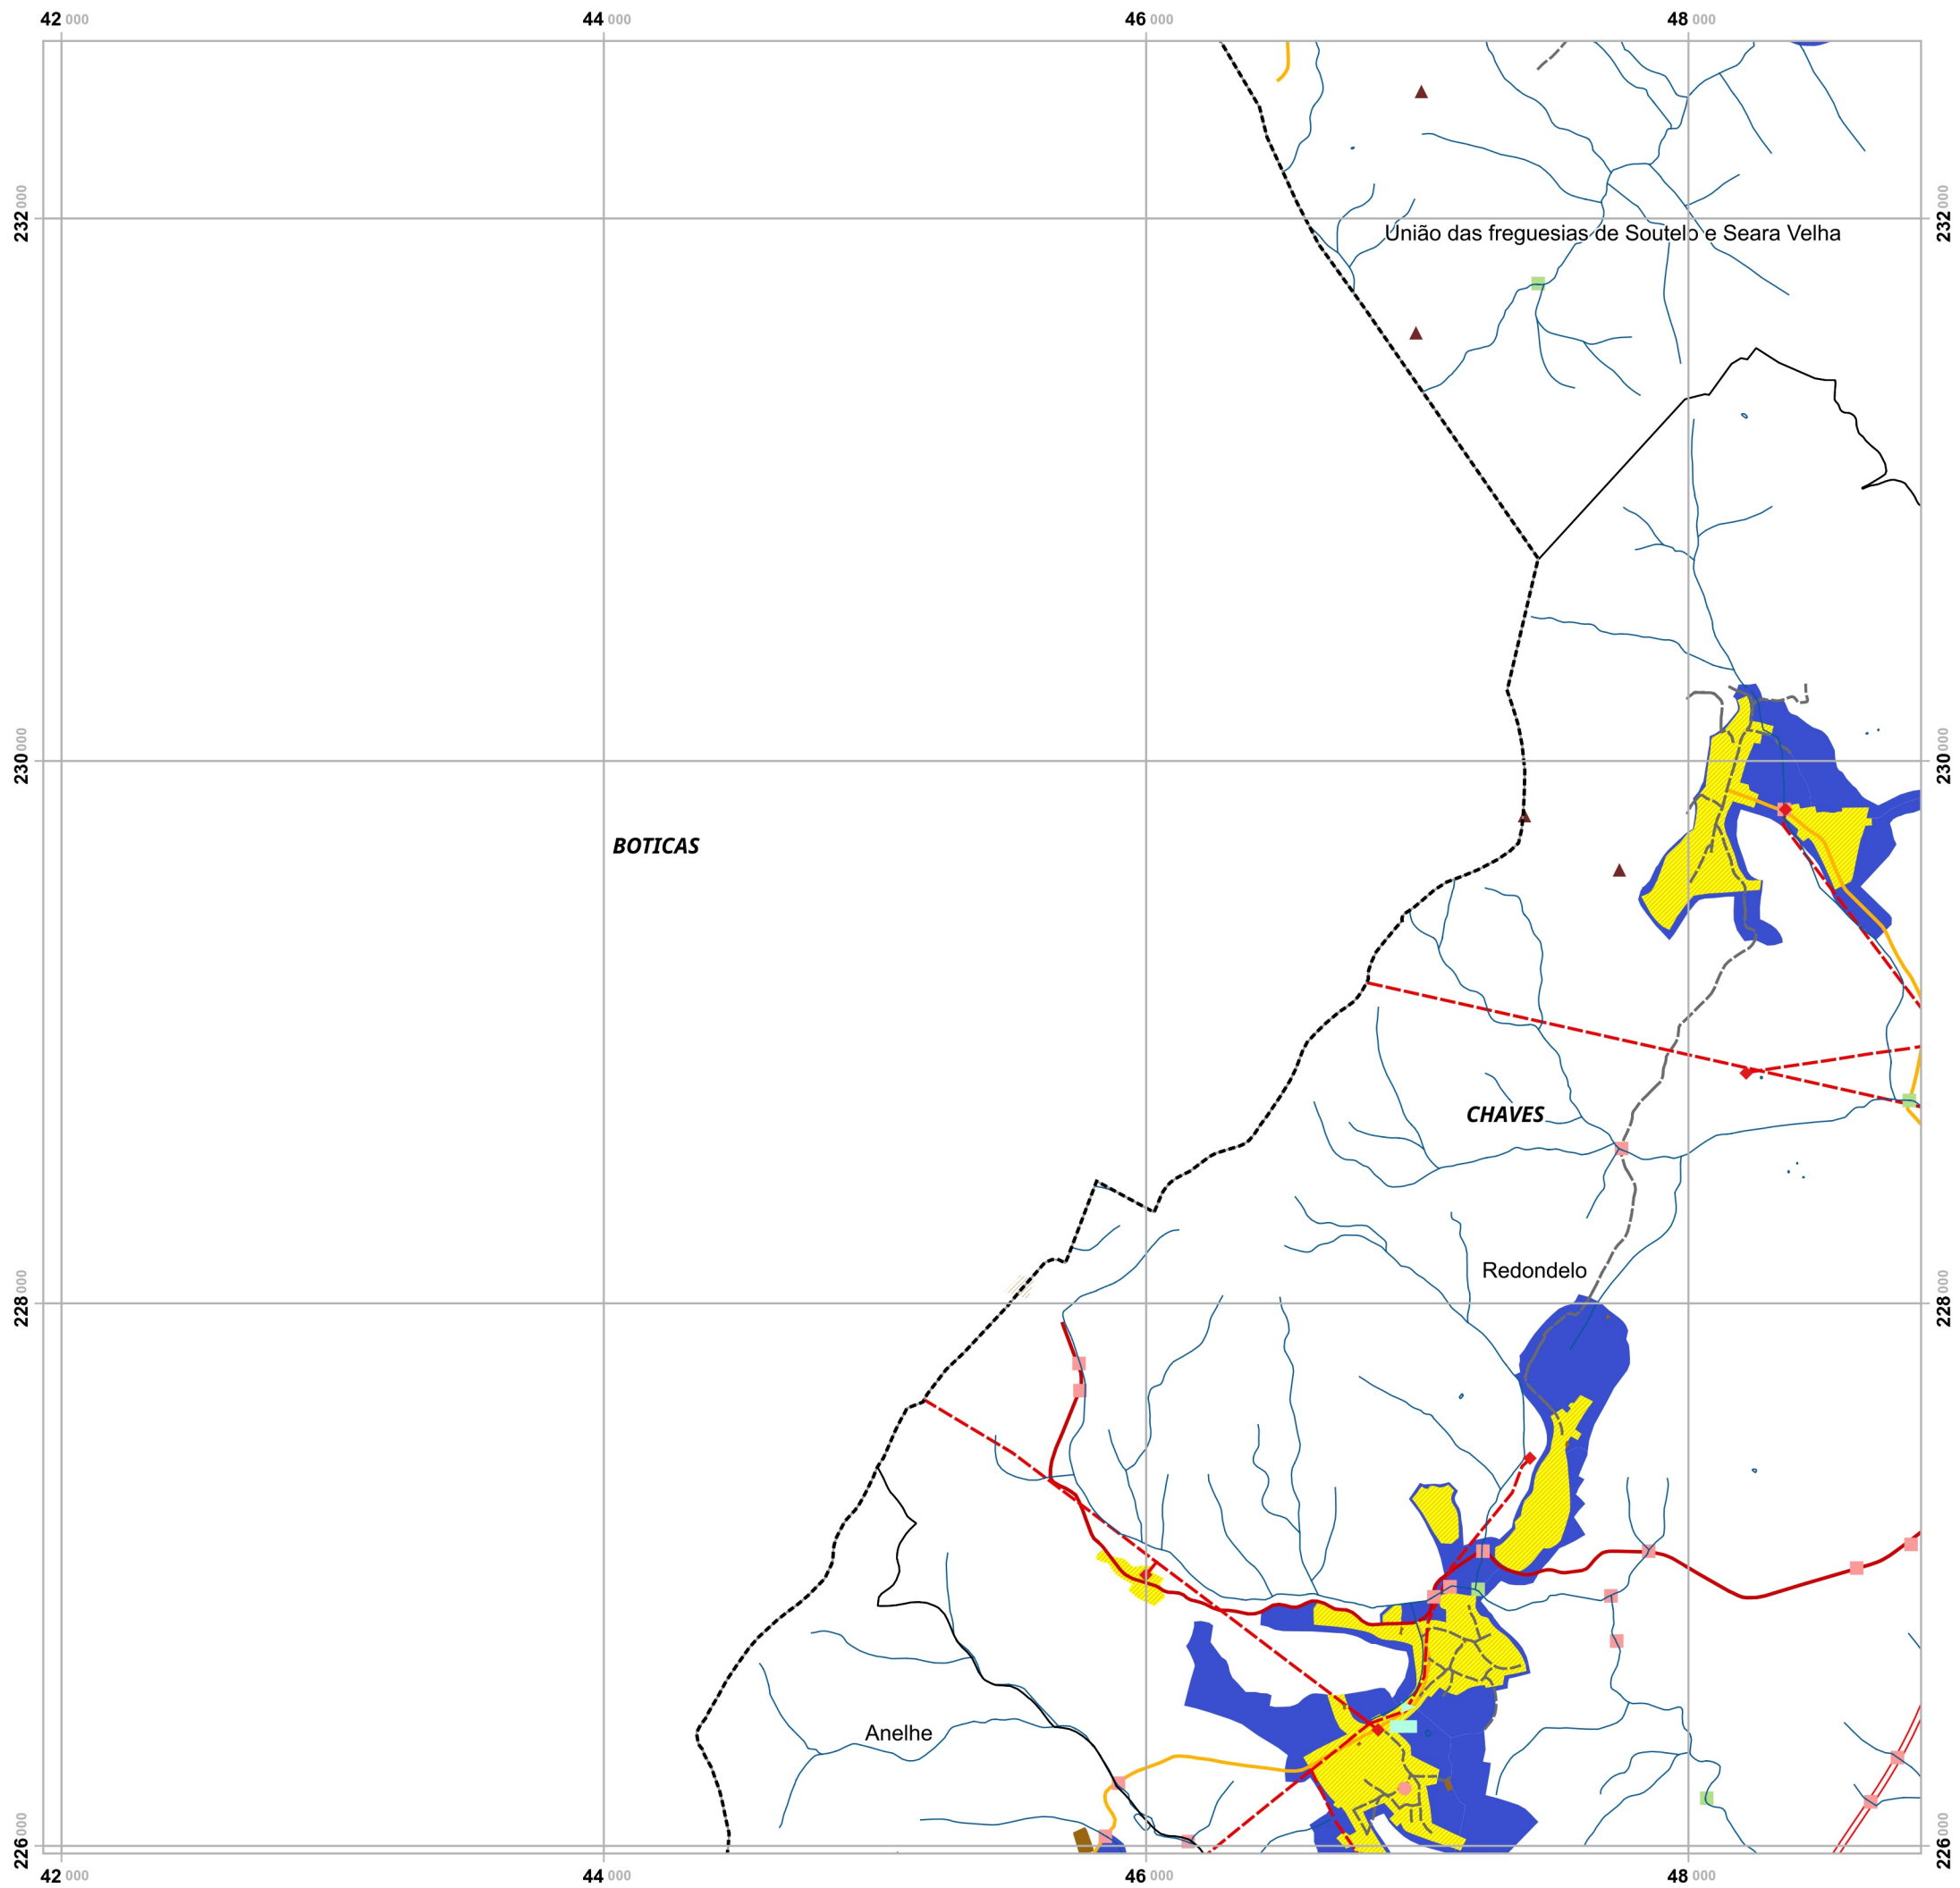 42 000 44 000 46 000 48 000
232 000 232 000
União das freguesias de Soutelo e Seara Velha
230 000 230 000
BOTICAS
CHAVES
Redondelo
228 000 228 000
Anelhe
226 000 226 000
42 000 44 000 46 000 48 000